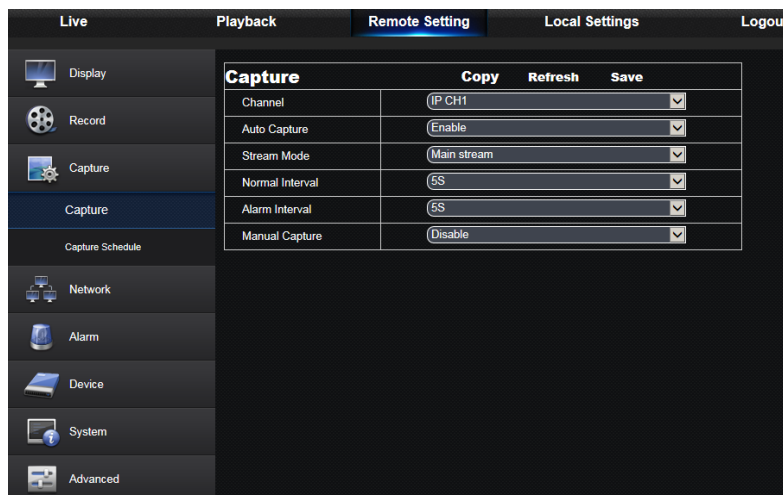 Live Playback Remote Setting Local Settings Logou
Display
Record
Capture
Capture
Capture Schedule
Network
Alarm
Device
System
Advanced
Capture Copy Refresh Save
Channel IP CH1
Auto Capture Enable
Stream Mode Main stream
Normal Interval 5S
Alarm Interval 5S
Manual Capture Disable